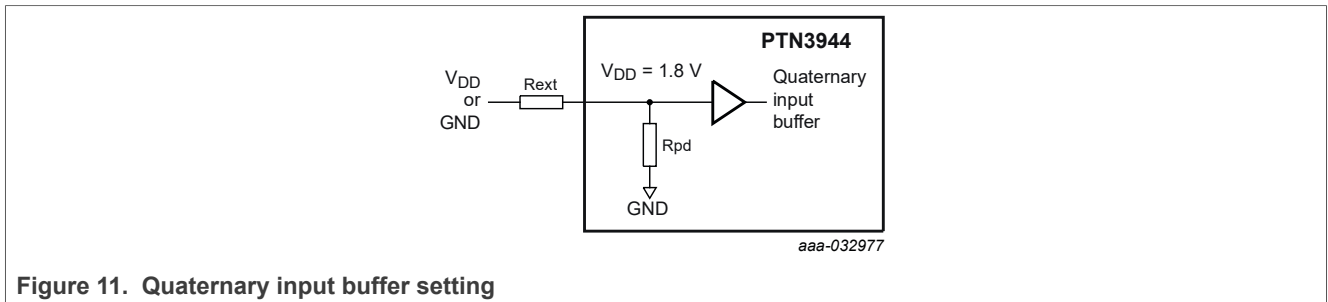 PTN3944
VDD
or
GND
Rext
VDD = 1.8 V
Quaternary
input
buffer
Rpd
GND
aaa-032977
Figure 11. Quaternary input buffer setting